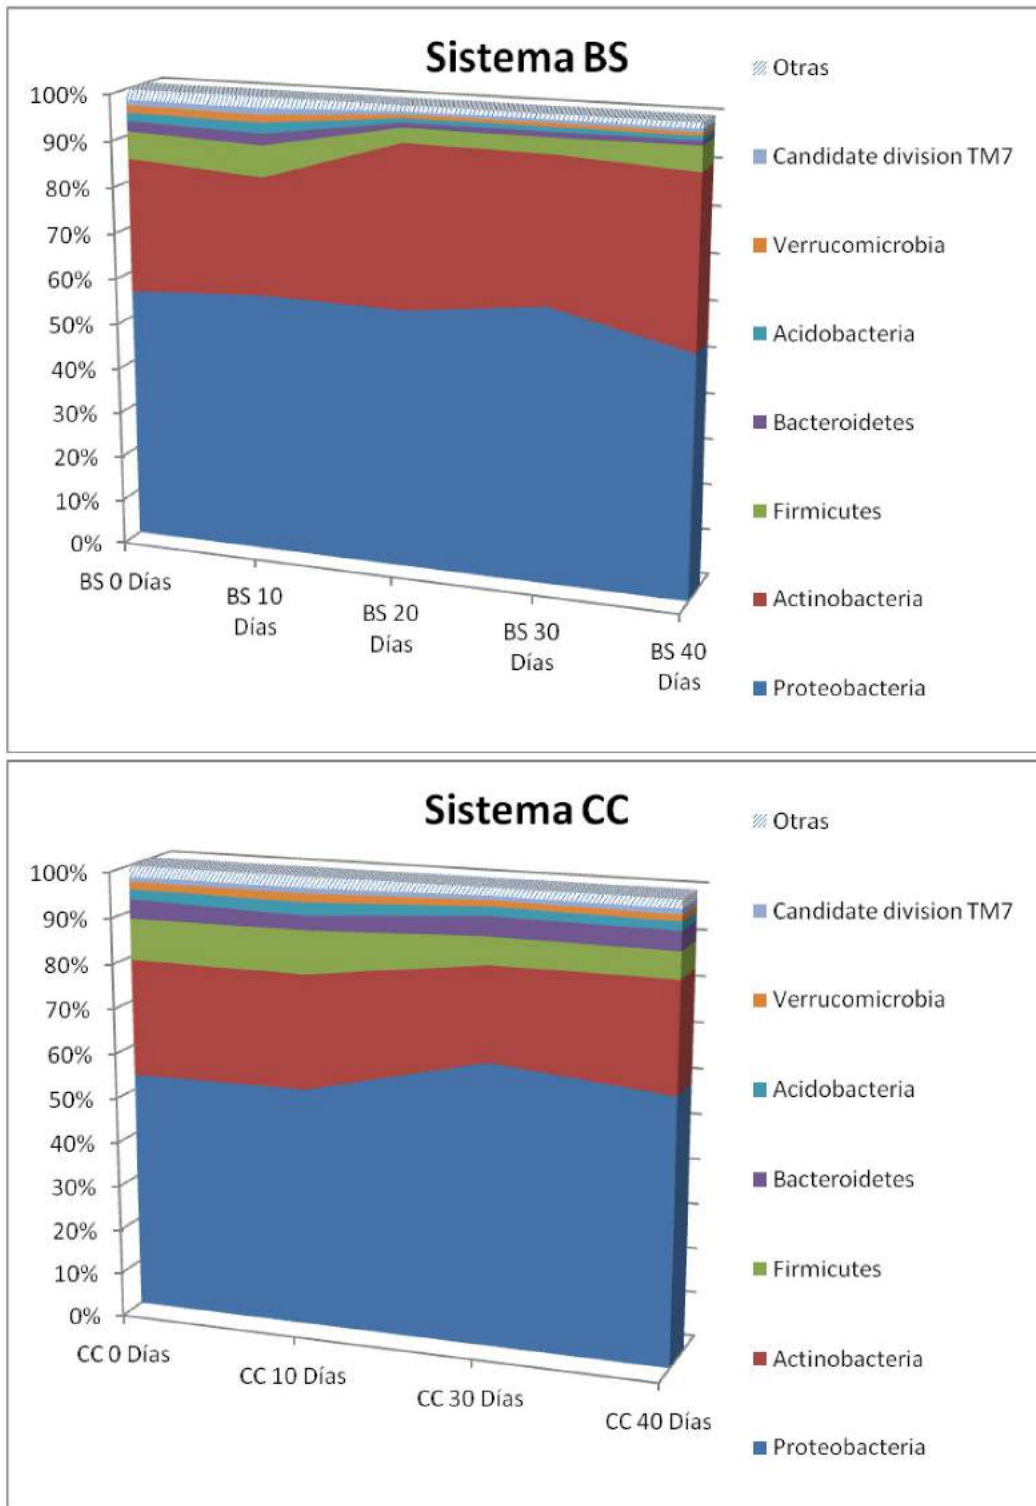 Sistema BS
100%
90%
80%
70%
60%
50%
40%
30%
20%
10%
0%
BS 0 Días
BS 10
Días
BS 20
Días
BS 30
Días
BS 40
Días
Otras
Candidate division TM7
Verrucomicrobia
Acidobacteria
Bacteroidetes
Firmicutes
Actinobacteria
Proteobacteria
Sistema CC
100%
90%
80%
70%
60%
50%
40%
30%
20%
10%
0%
CC 0 Días
CC 10 Días
CC 30 Días
CC 40 Días
Otras
Candidate division TM7
Verrucomicrobia
Acidobacteria
Bacteroidetes
Firmicutes
Actinobacteria
Proteobacteria